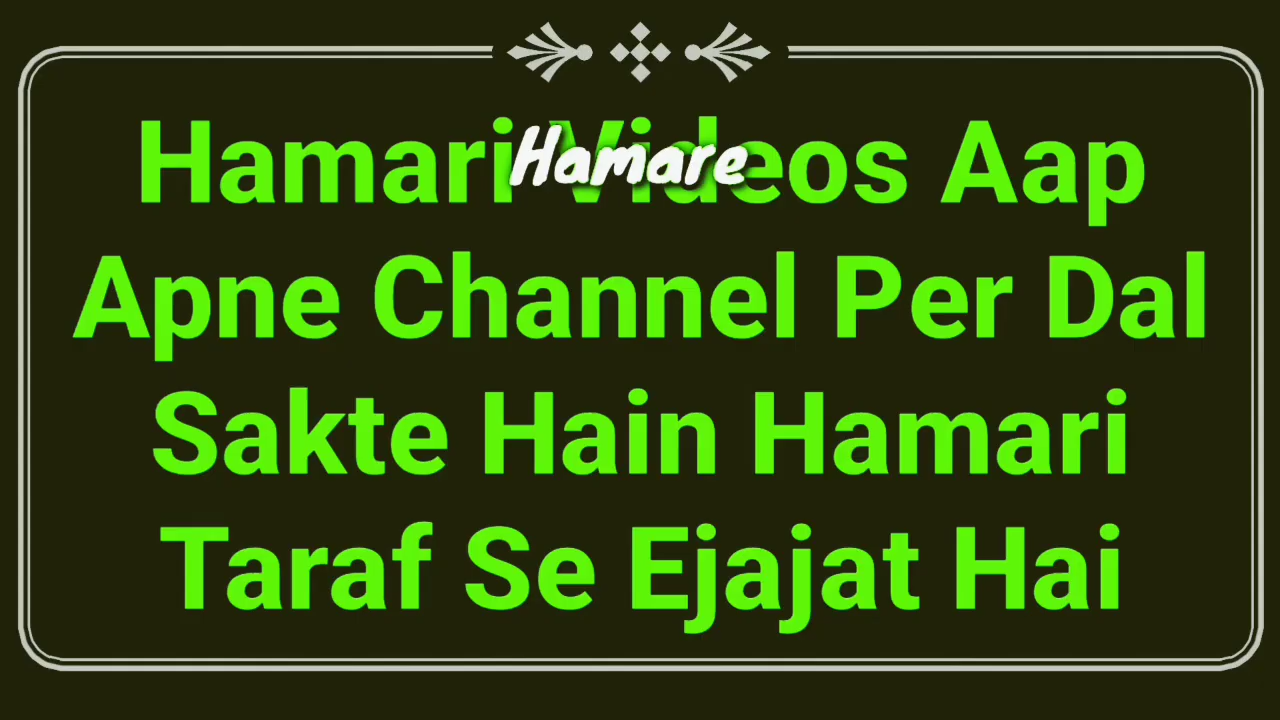 Hamari Videos Aap
Hamare
Apne Channel Per Dal
Sakte Hain Hamari
Taraf Se Ejajat Hai